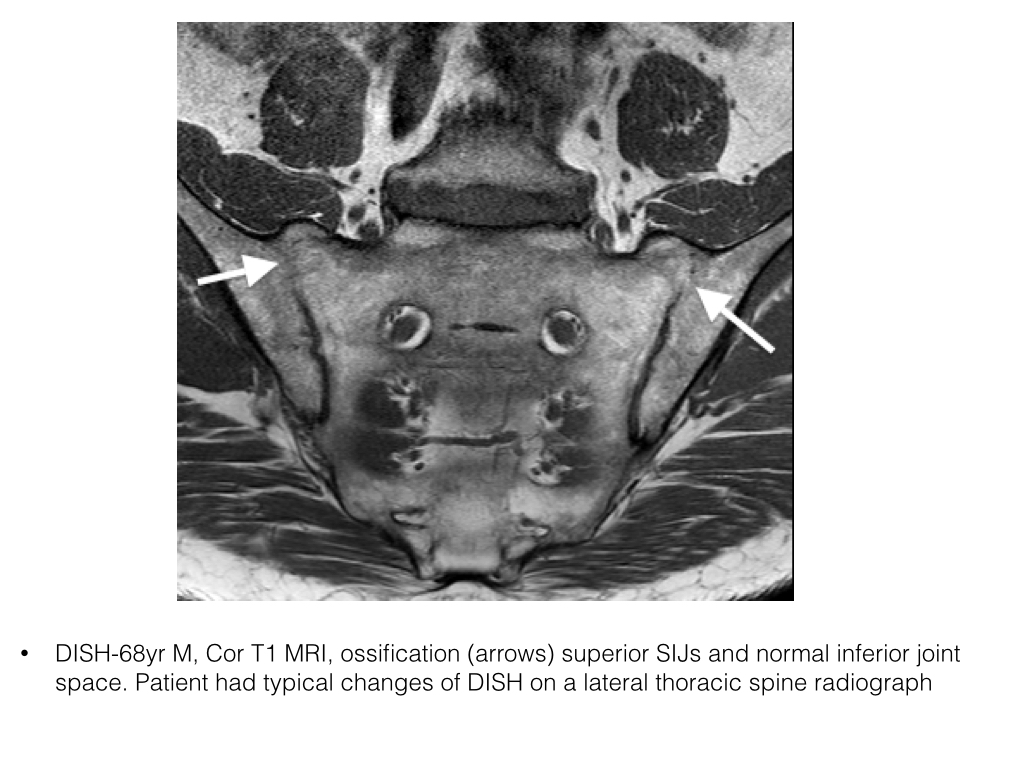 • DISH-68yr M, Cor T1 MRI, ossification (arrows) superior SIJs and normal inferior joint
space. Patient had typical changes of DISH on a lateral thoracic spine radiograph